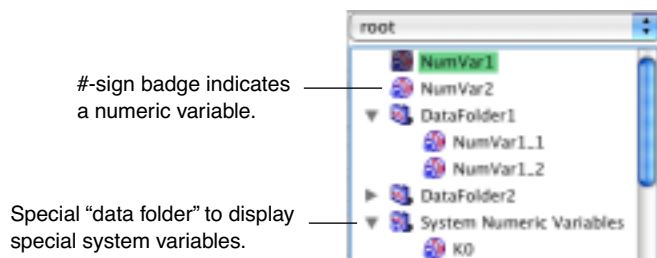 root
NumVar1
#-sign badge indicates
a numeric variable.
NumVar2
DataFolder1
NumVar1_1
NumVar1_2
DataFolder2
Special “data folder” to display
special system variables.
System Numeric Variables
K0